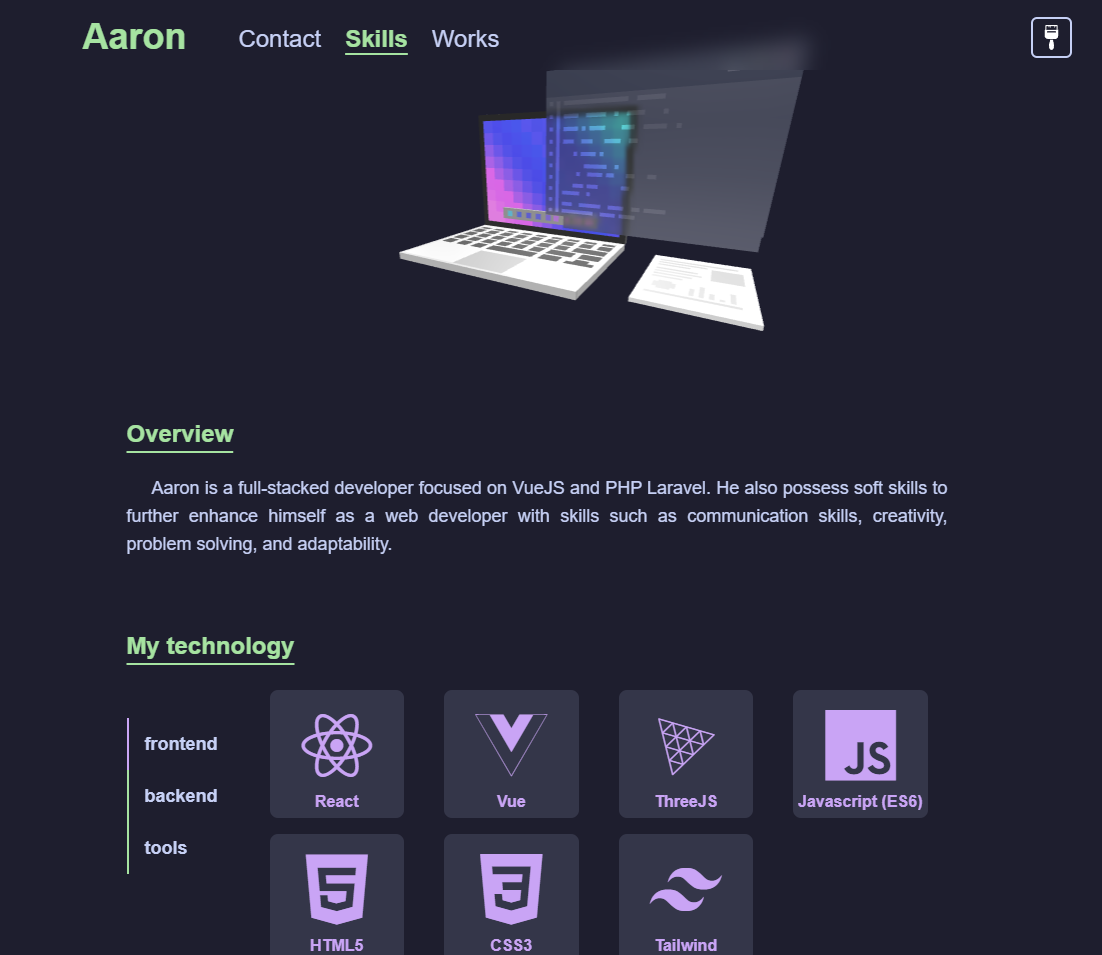 Aaron Contact Skills Works
Overview
Aaron is a full-stacked developer focused on VueJS and PHP Laravel. He also possess soft skills to
further enhance himself as a web developer with skills such as communication skills, creativity,
problem solving, and adaptability.
My technology
frontend
backend
tools
React Vue ThreeJS Javascript (ES6)
HTML5 CSS3 Tailwind